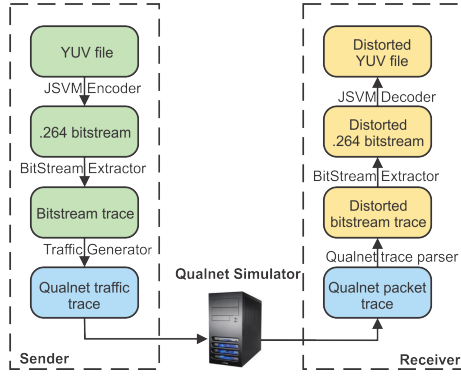 YUV file
JSVM Encoder
.264 bitstream
BitStream Extractor
Bitstream trace
Traffic Generator
Qualnet traffic
trace
Sender
Qualnet Simulator
Distorted
YUV file
JSVM Decoder
Distorted
.264 bitstream
BitStream Extractor
Distorted
bitstream trace
Qualnet trace parser
Qualnet packet
trace
Receiver